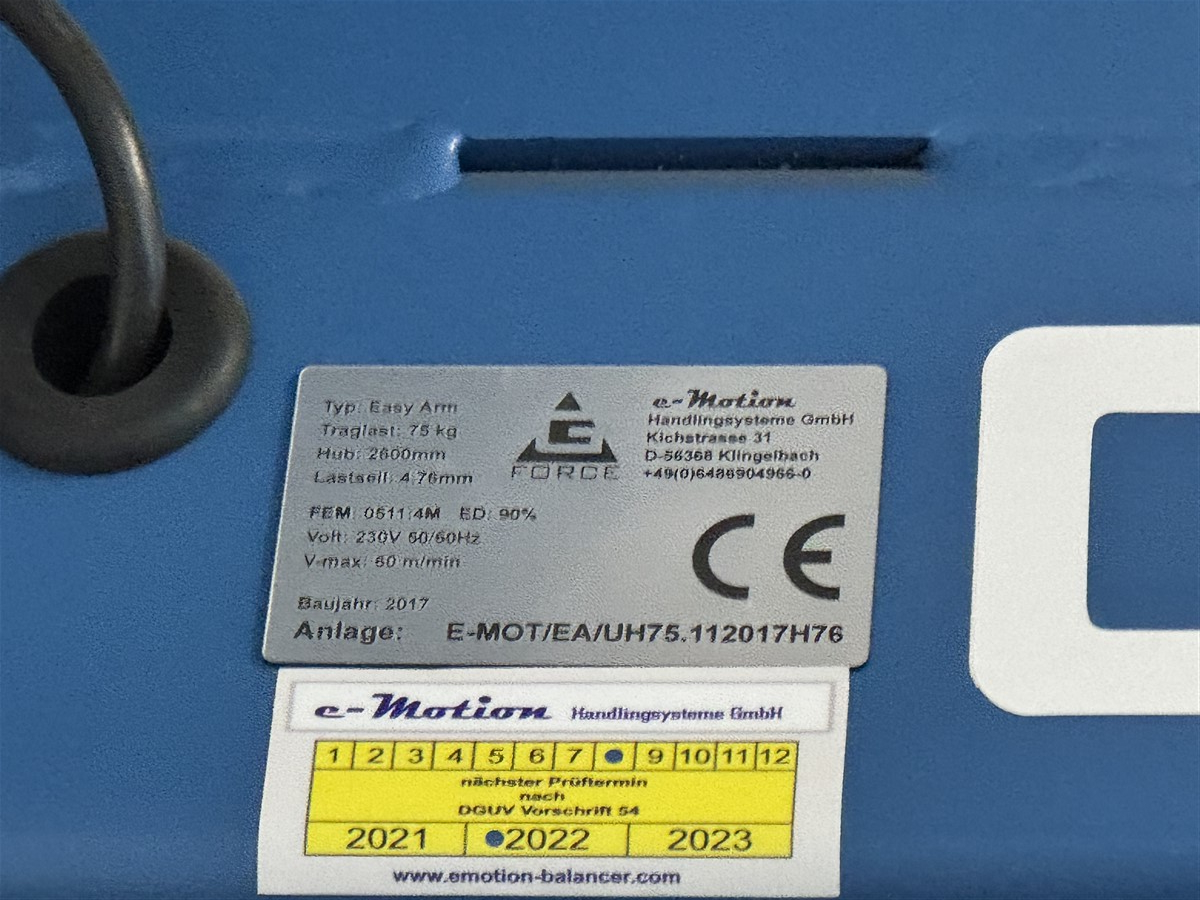 Typ: Easy Arm
Traglast: 75 kg
Hub: 2600mm
Lastseil: 4.76mm
FEM: 0511.4M ED: 90%
Volt: 230V 50/60Hz
V-max: 60 m/min
Baujahr: 2017
Anlage: E-MOT/EA/UH75.112017H76
E
FORCE
e-Motion
Handlingsysteme GmbH
Kichstrasse 31
D-56368 Klingelbach
+49(0)6486904966-0
CE
e-Motion Handlingsysteme GmbH
1 2 3 4 5 6 7 9 10 11 12
nächster Prüftermin
nach
DGUV Vorschrift 54
2021 2022 2023
www.emotion-balancer.com